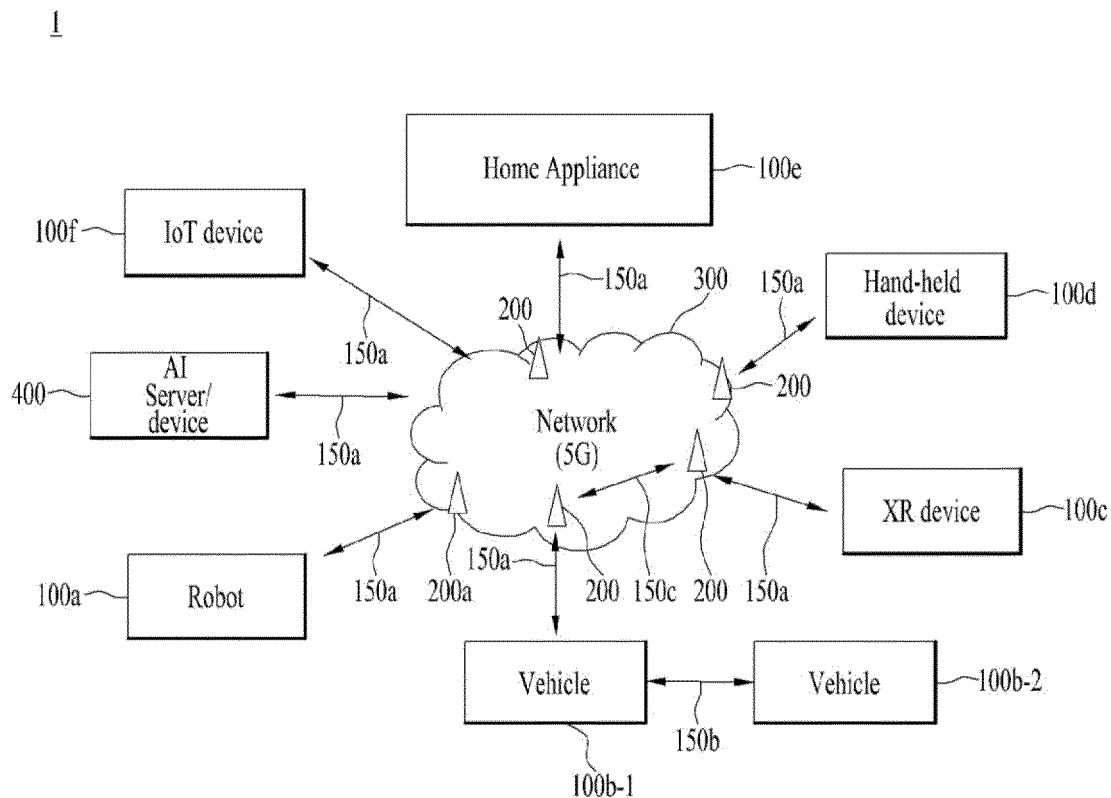 1
Home Appliance
100e
100f
IoT device
150a
300
150a
Hand-held
device
100d
200
150a
200
400
AI
Server/
device
150a
Network
(5G)
XR device
100c
100a
Robot
150a
200a
150a
200
150c
200
150a
Vehicle
Vehicle
100b-2
150b
100b-1